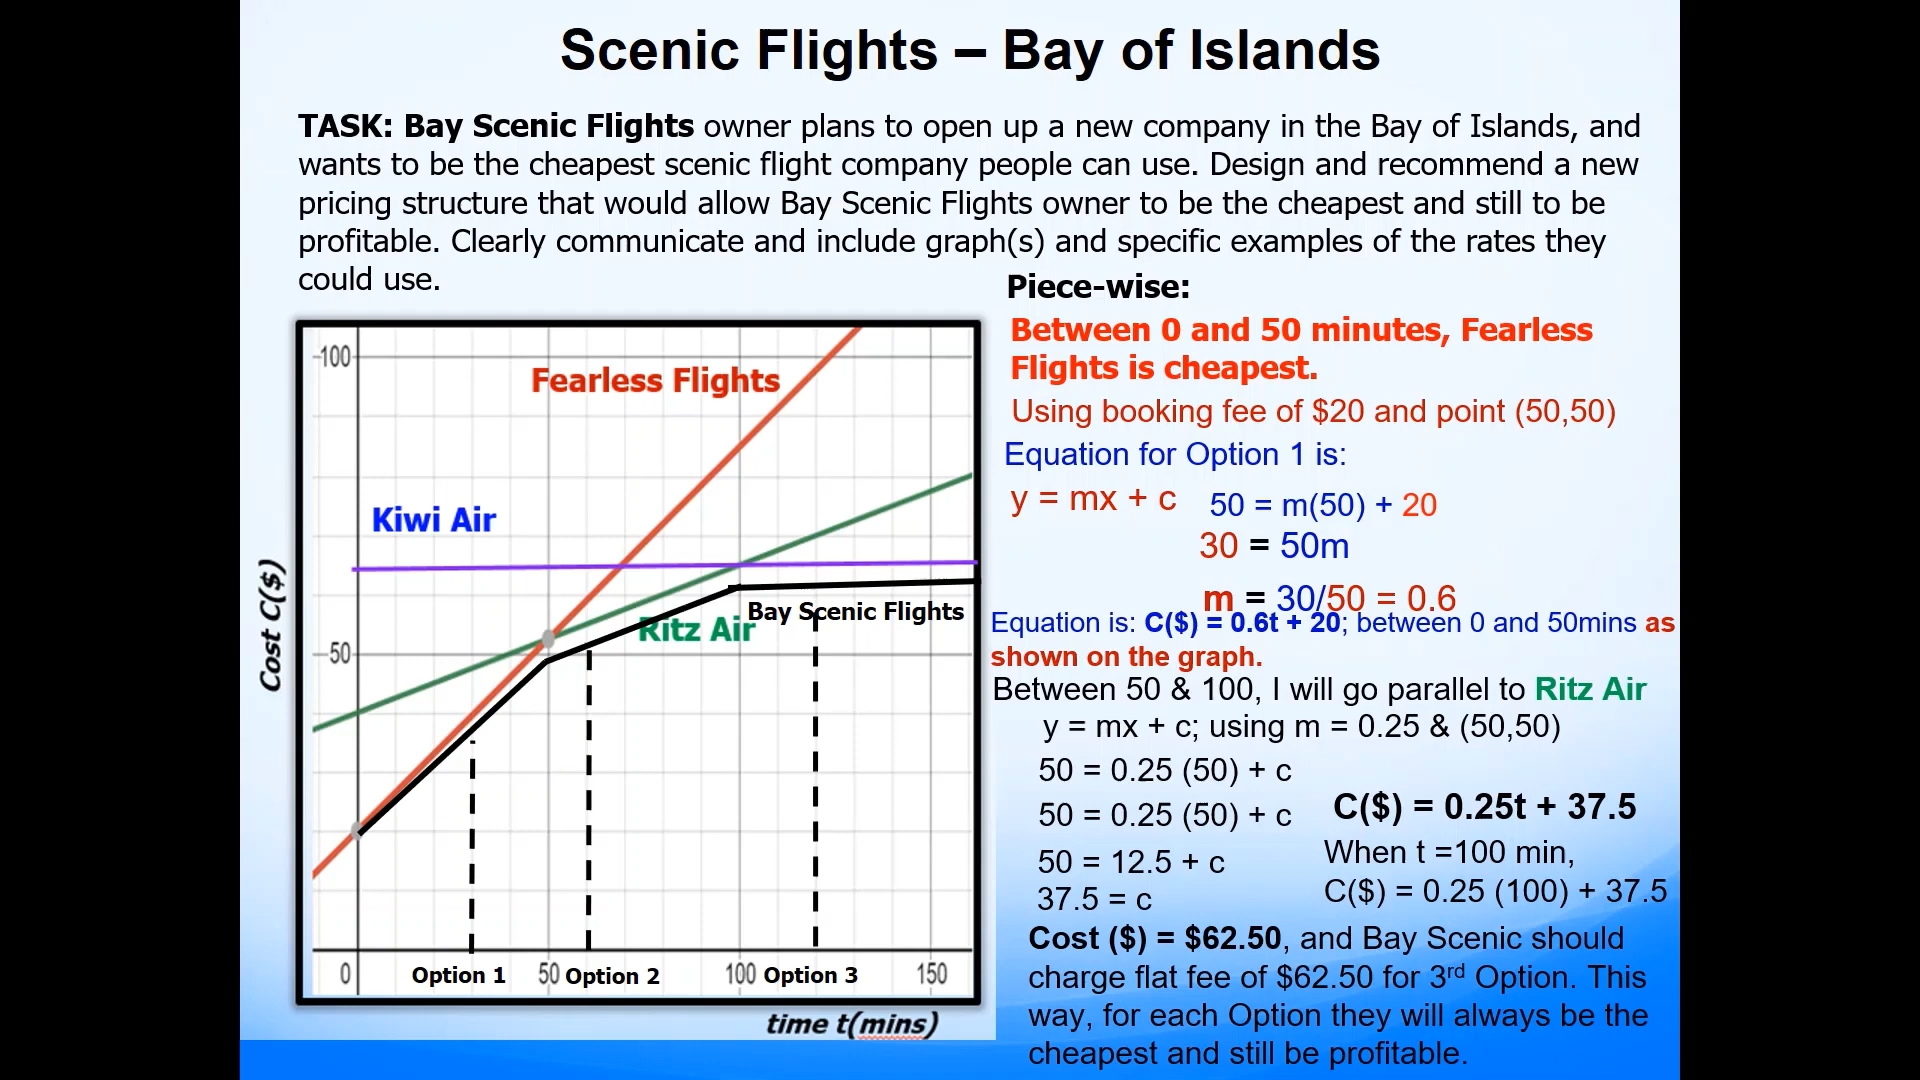 Scenic Flights – Bay of Islands
TASK: Bay Scenic Flights owner plans to open up a new company in the Bay of Islands, and
wants to be the cheapest scenic flight company people can use. Design and recommend a new
pricing structure that would allow Bay Scenic Flights owner to be the cheapest and still to be
profitable. Clearly communicate and include graph(s) and specific examples of the rates they
could use.
100
Fearless Flights
Kiwi Air
Bay Scenic Flights
Ritz Air
50
Cost C($)
0
Option 1
50
Option 2
100
Option 3
150
time t(mins)
Piece-wise:
Between 0 and 50 minutes, Fearless
Flights is cheapest.
Using booking fee of $20 and point (50,50)
Equation for Option 1 is:
y = mx + c
50 = m(50) + 20
30 = 50m
m = 30/50 = 0.6
Equation is: C($) = 0.6t + 20; between 0 and 50mins as
shown on the graph.
Between 50 & 100, I will go parallel to Ritz Air
y = mx + c; using m = 0.25 & (50,50)
50 = 0.25 (50) + c
50 = 0.25 (50) + c
50 = 12.5 + c
37.5 = c
C($) = 0.25t + 37.5
When t =100 min,
C($) = 0.25 (100) + 37.5
Cost ($) = $62.50, and Bay Scenic should
charge flat fee of $62.50 for 3rd Option. This
way, for each Option they will always be the
cheapest and still be profitable.